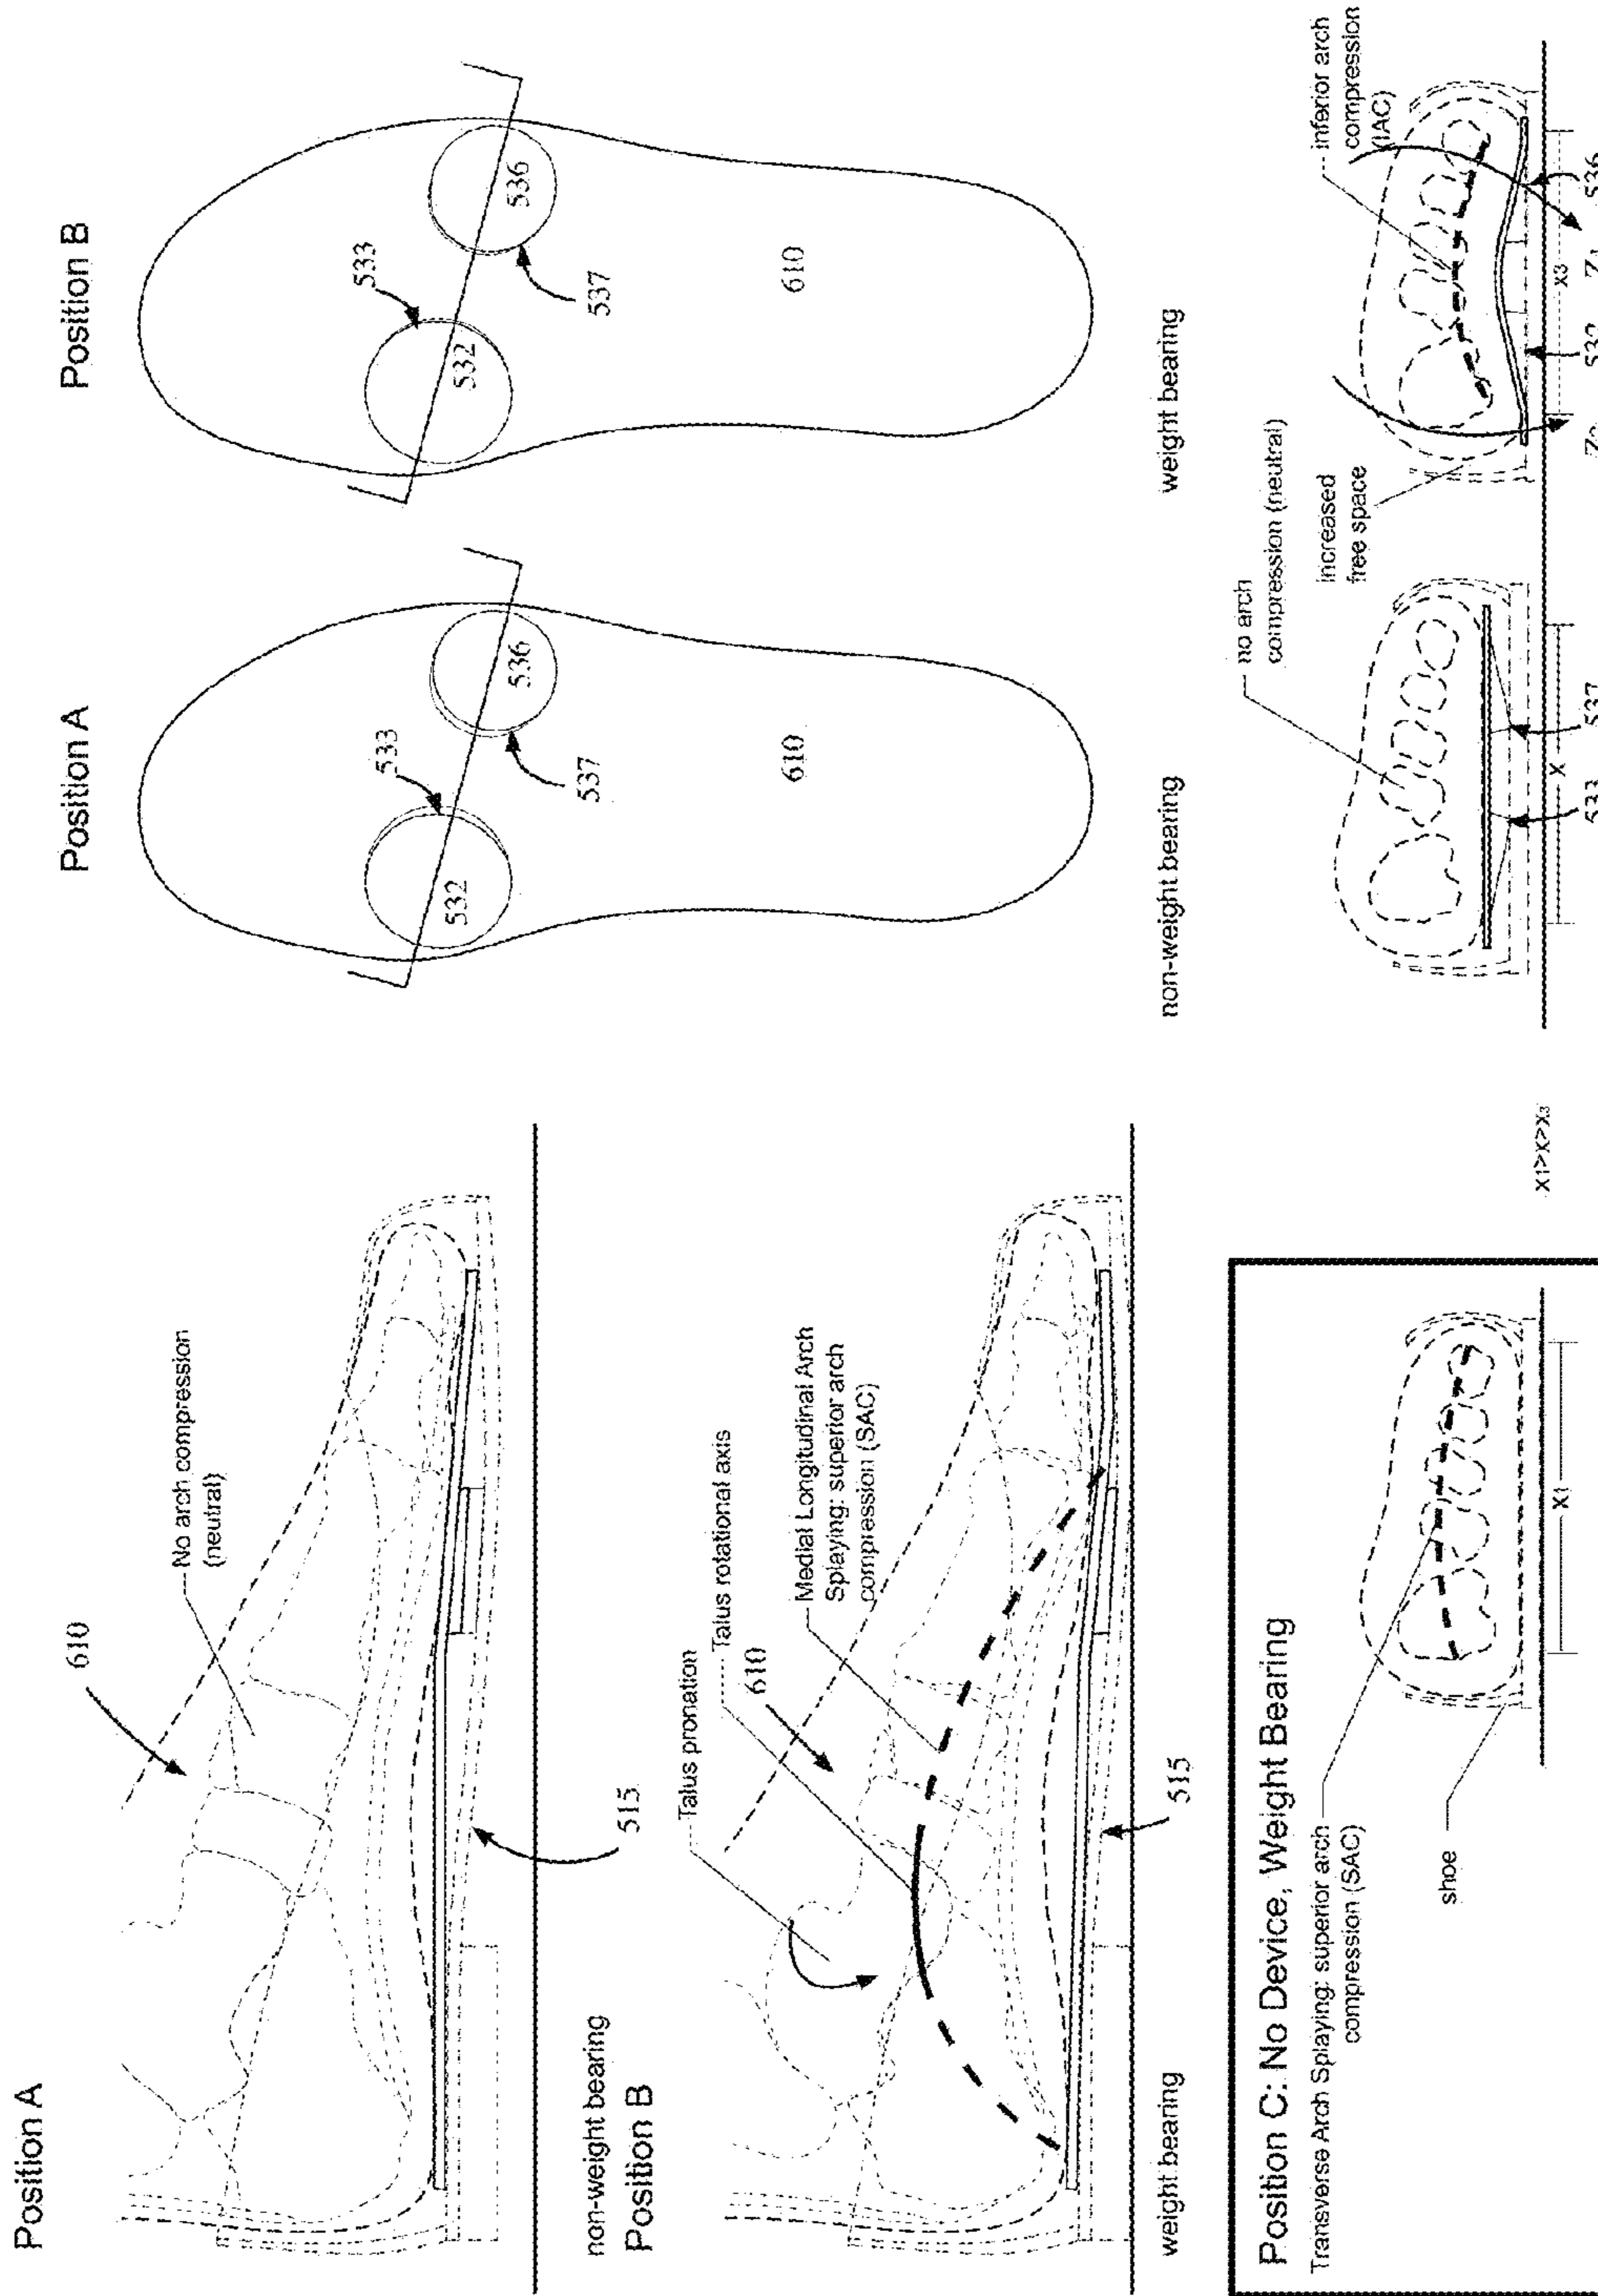 Position A
610
No arch compression
(neutral)
515
non-weight bearing
Position B
Talus pronation
Talus rotational axis
610
Medial Longitudinal Arch
Splaying: superior arch
compression (SAC)
515
weight bearing
Position C: No Device, Weight Bearing
Transverse Arch Splaying: superior arch
compression (SAC)
shoe
X1
X1>X>X3
Position A
533
532
536
537
610
non-weight bearing
no arch
compression (neutral)
X
533
537
Position B
533
532
536
537
610
weight bearing
increased
free space
inferior arch
compression
(IAC)
X3
Z2
532
Z1
536